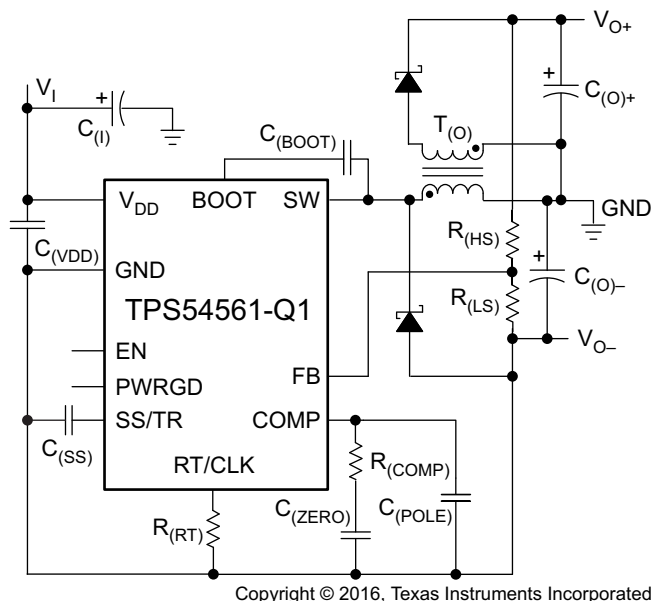 V_O+
V_I
+
C_(I)
+
C_(O)+
T_(O)
C_(BOOT)
V_DD
BOOT
SW
GND
C_(VDD)
R_(HS)
+
GND
C_(O)–
TPS54561-Q1
R_(LS)
V_O–
EN
FB
PWRGD
SS/TR
COMP
C_(SS)
RT/CLK
R_(COMP)
R_(RT)
C_(ZERO)
C_(POLE)
Copyright © 2016, Texas Instruments Incorporated